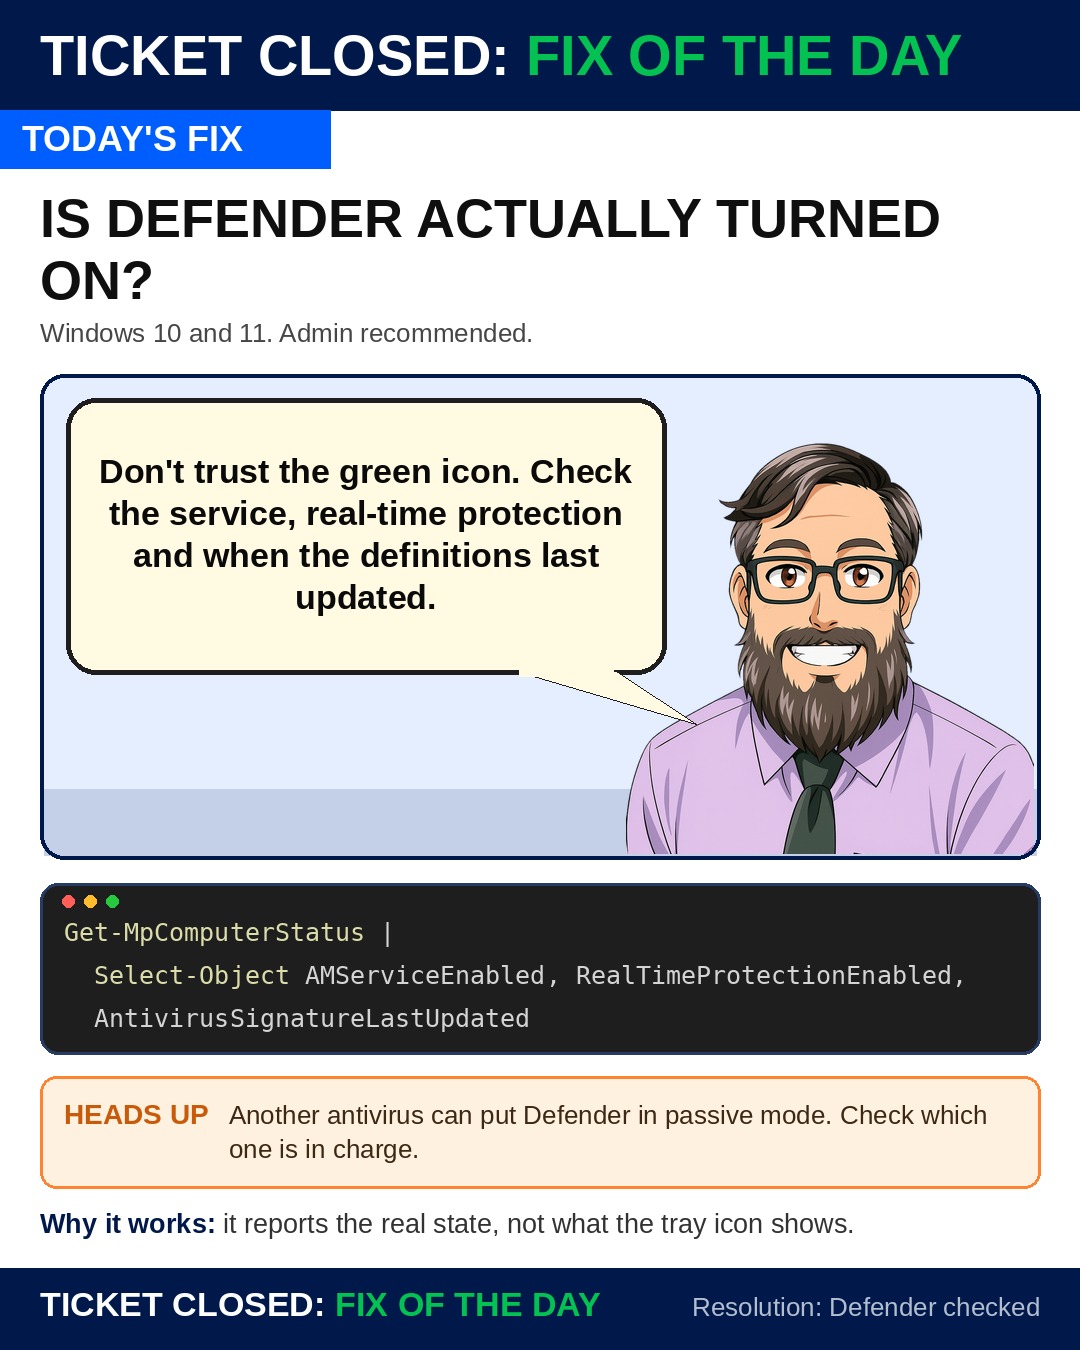 TICKET CLOSED: FIX OF THE DAY
TODAY'S FIX
IS DEFENDER ACTUALLY TURNED
ON?
Windows 10 and 11. Admin recommended.
Don't trust the green icon. Check
the service, real-time protection
and when the definitions last
updated.
Get-MpComputerStatus |
  Select-Object AMServiceEnabled, RealTimeProtectionEnabled,
  AntivirusSignatureLastUpdated
HEADS UP Another antivirus can put Defender in passive mode. Check which
one is in charge.
Why it works: it reports the real state, not what the tray icon shows.
TICKET CLOSED: FIX OF THE DAY Resolution: Defender checked